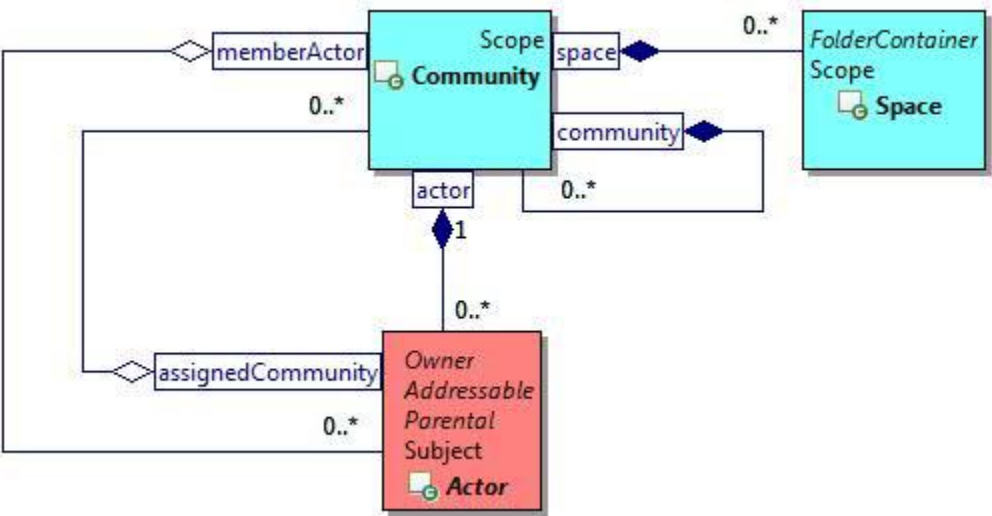 0..*
memberActor
Scope
Community
space
FolderContainer
Scope
Space
0..*
community
0..*
actor
1
0..*
assignedCommunity
Owner
Addressable
Parental
Subject
Actor
0..*